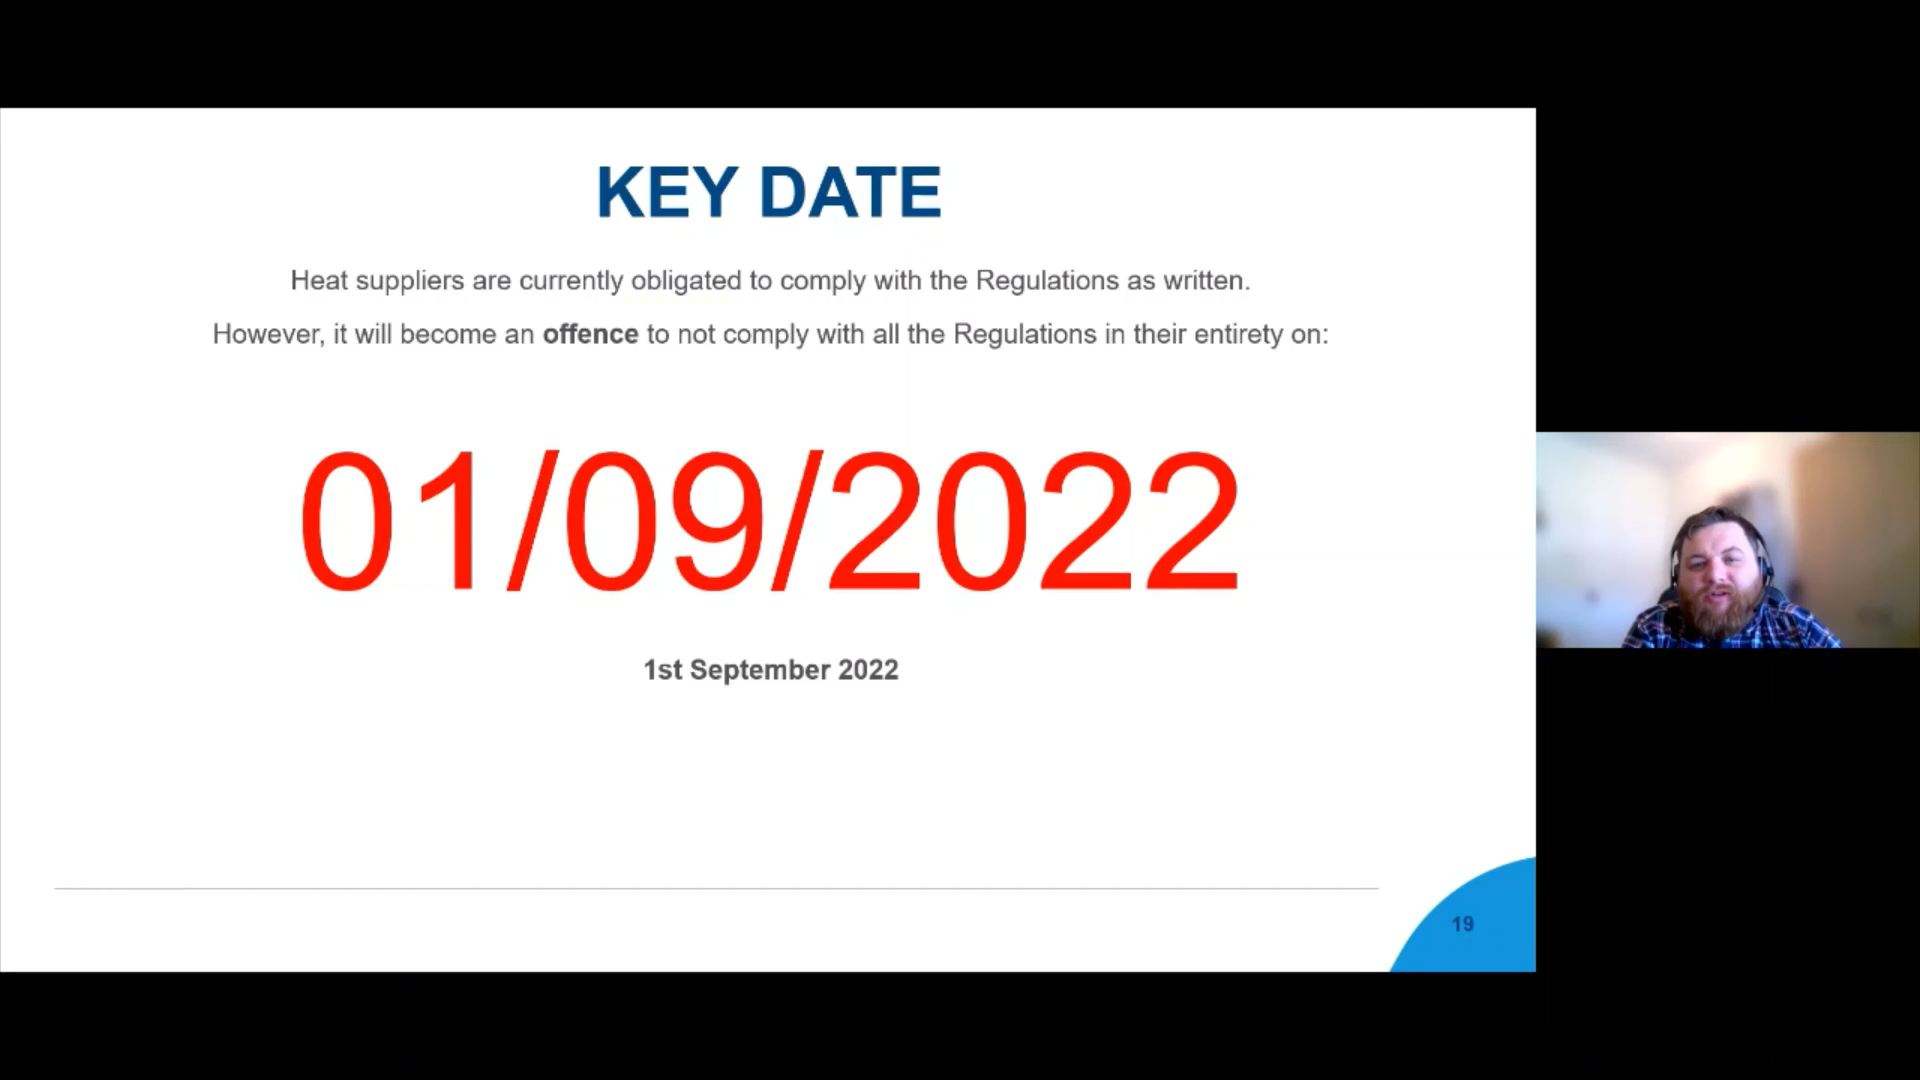 KEY DATE
Heat suppliers are currently obligated to comply with the Regulations as written.
However, it will become an offence to not comply with all the Regulations in their entirety on:
01/09/2022
1st September 2022
19